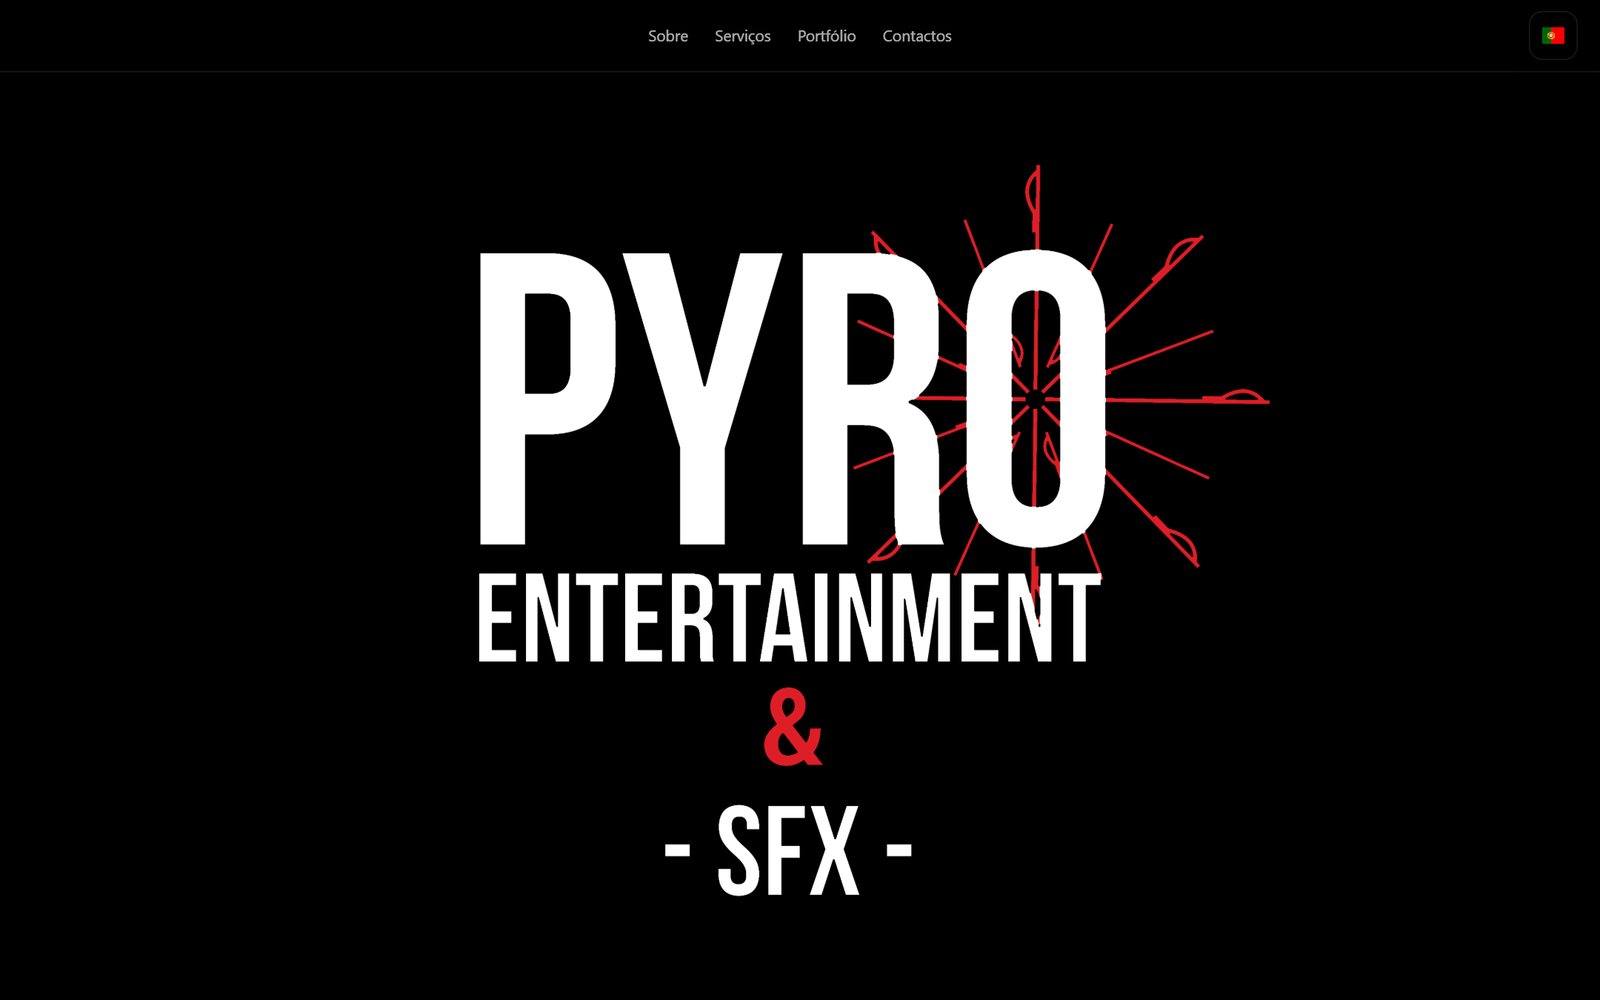 Sobre Serviços Portfólio Contactos
PYRO
ENTERTAINMENT
&
- SFX -